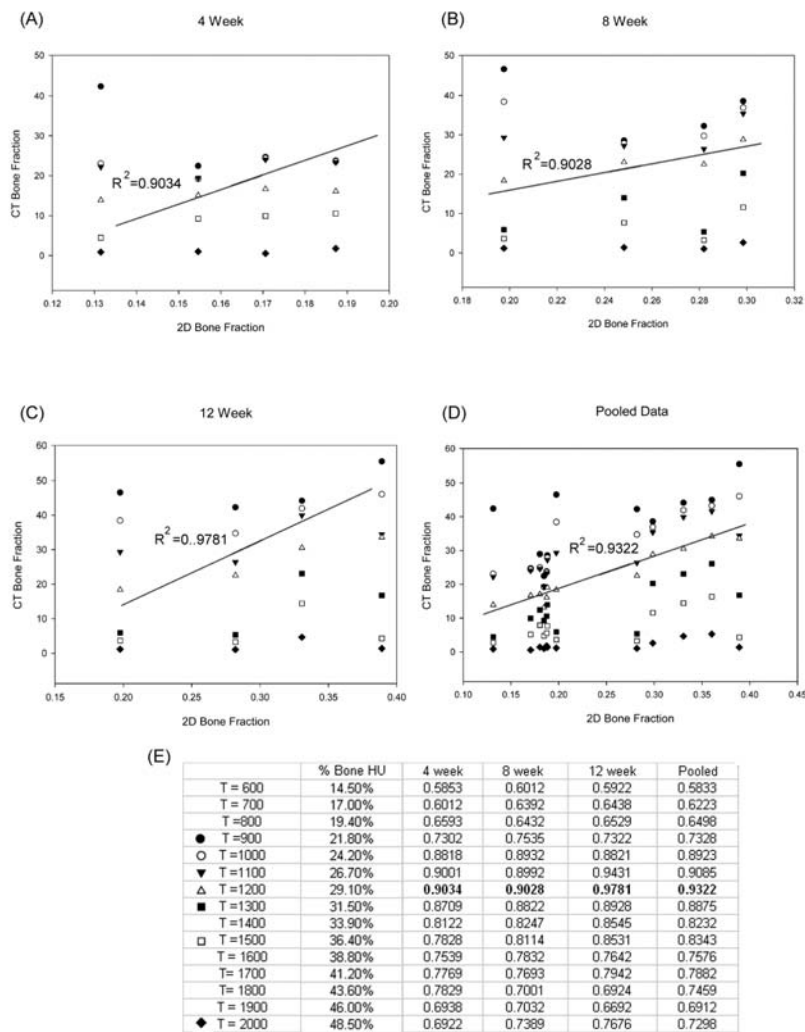 (A) 4 Week
CT Bone Fraction
50
40
30
20
10
0
R²=0.9034
0.12 0.13 0.14 0.15 0.16 0.17 0.18 0.19 0.20
2D Bone Fraction
(B) 8 Week
CT Bone Fraction
50
40
30
20
10
0
R²=0.9028
0.18 0.20 0.22 0.24 0.26 0.28 0.30 0.32
2D Bone Fraction
(C) 12 Week
CT Bone Fraction
60
50
40
30
20
10
0
R²=0..9781
0.15 0.20 0.25 0.30 0.35 0.40
2D Bone Fraction
(D) Pooled Data
CT Bone Fraction
60
50
40
30
20
10
0
R²=0.9322
0.10 0.15 0.20 0.25 0.30 0.35 0.40 0.45
2D Bone Fraction
(E)
% Bone HU 4 week 8 week 12 week Pooled
T = 600 14.50% 0.5853 0.6012 0.5922 0.5833
T = 700 17.00% 0.6012 0.6392 0.6438 0.6223
T =800 19.40% 0.6593 0.6432 0.6529 0.6498
● T =900 21.80% 0.7302 0.7535 0.7322 0.7328
○ T =1000 24.20% 0.8818 0.8932 0.8821 0.8923
▼ T =1100 26.70% 0.9001 0.8992 0.9431 0.9085
△ T =1200 29.10% 0.9034 0.9028 0.9781 0.9322
■ T =1300 31.50% 0.8709 0.8822 0.8928 0.8875
T =1400 33.90% 0.8122 0.8247 0.8545 0.8232
□ T =1500 36.40% 0.7828 0.8114 0.8531 0.8343
T = 1600 38.80% 0.7539 0.7832 0.7642 0.7576
T= 1700 41.20% 0.7769 0.7693 0.7942 0.7882
T= 1800 43.60% 0.7829 0.7001 0.6924 0.7459
T = 1900 46.00% 0.6938 0.7032 0.6692 0.6912
◆ T = 2000 48.50% 0.6922 0.7389 0.7676 0.7298